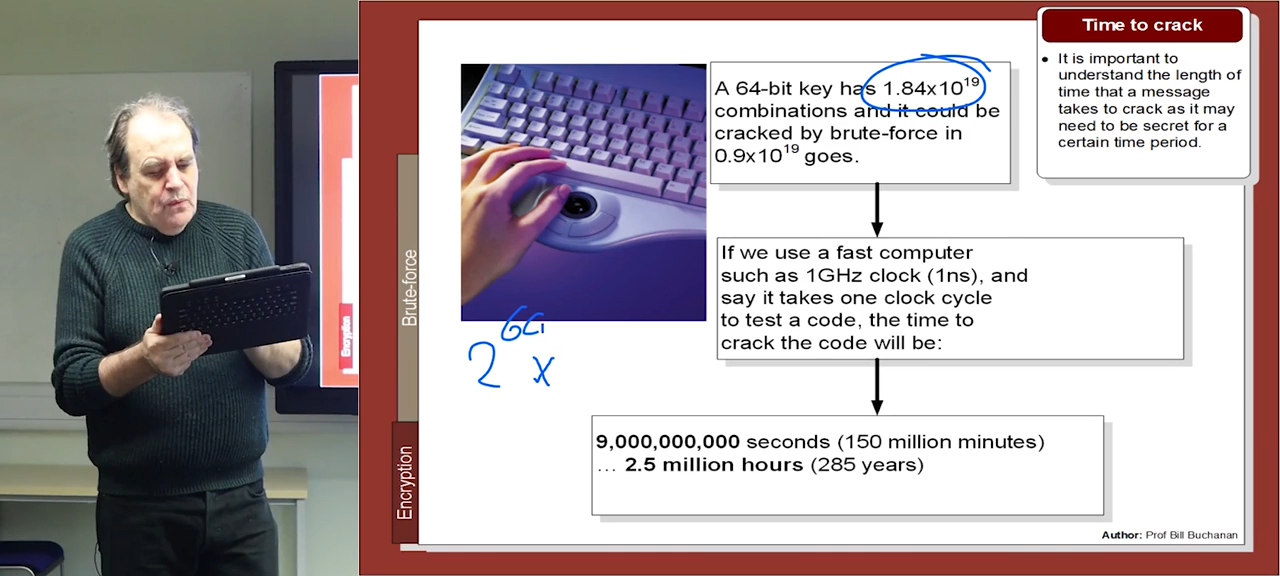 Time to crack
• It is important to
understand the length of
time that a message
takes to crack as it may
need to be secret for a
certain time period.
A 64-bit key has 1.84x10¹⁹
combinations and it could be
cracked by brute-force in
0.9x10¹⁹ goes.
If we use a fast computer
such as 1GHz clock (1ns), and
say it takes one clock cycle
to test a code, the time to
crack the code will be:
9,000,000,000 seconds (150 million minutes)
… 2.5 million hours (285 years)
Brute-force
Encryption
Author: Prof Bill Buchanan
2⁶⁴ x
Encryption